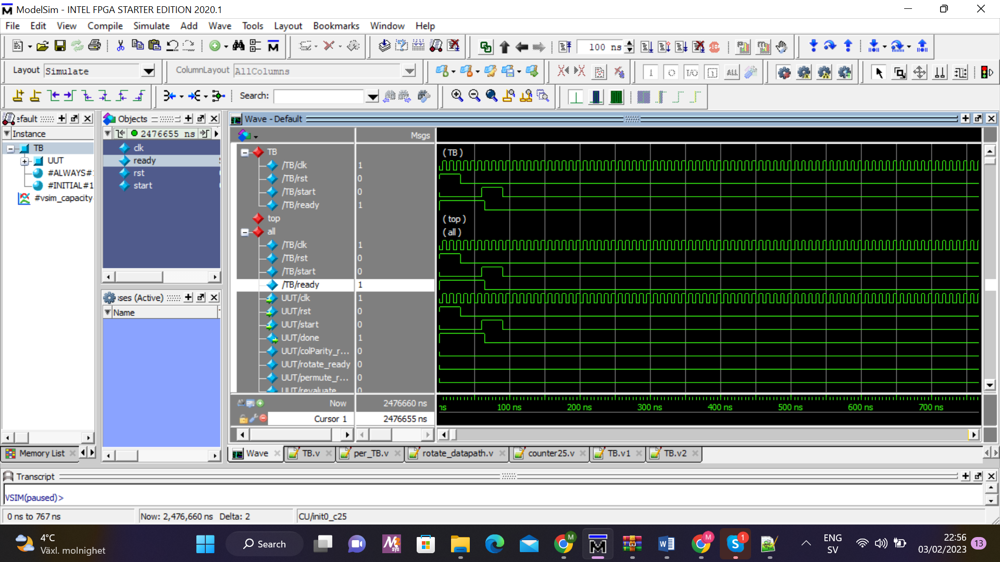 ModelSim - INTEL FPGA STARTER EDITION 2020.1
File Edit View Compile Simulate Add Wave Tools Layout Bookmarks Window Help
100 ns
Layout Simulate ColumnLayout AllColumns
Search:
efault
Instance
TB
UUT
#ALWAYS#
#INITIAL#1
#vsim_capacity
Memory List
Objects
2476655 ns
clk
ready
rst
start
sses (Active)
Name
Wave - Default
Msgs
TB (TB)
/TB/clk 1
/TB/rst 0
/TB/start 0
/TB/ready 1
top (top)
all (all)
/TB/clk 1
/TB/rst 0
/TB/start 0
/TB/ready 1
UUT/clk 1
UUT/rst 0
UUT/start 0
UUT/done 1
UUT/colParity_r... 0
UUT/rotate_ready 0
UUT/permute_r... 0
UUT/revaluate 0
Now 2476660 ns ns 100 ns 200 ns 300 ns 400 ns 500 ns 600 ns 700 ns
Cursor 1 2476655 ns
Wave TB.v per_TB.v rotate_datapath.v counter25.v TB.v1 TB.v2
Transcript
VSIM(paused)>
0 ns to 767 ns Now: 2,476,660 ns Delta: 2 CU/init0_c25
4°C
Växl. molnighet
Search
ENG
SV
22:56
03/02/2023
13